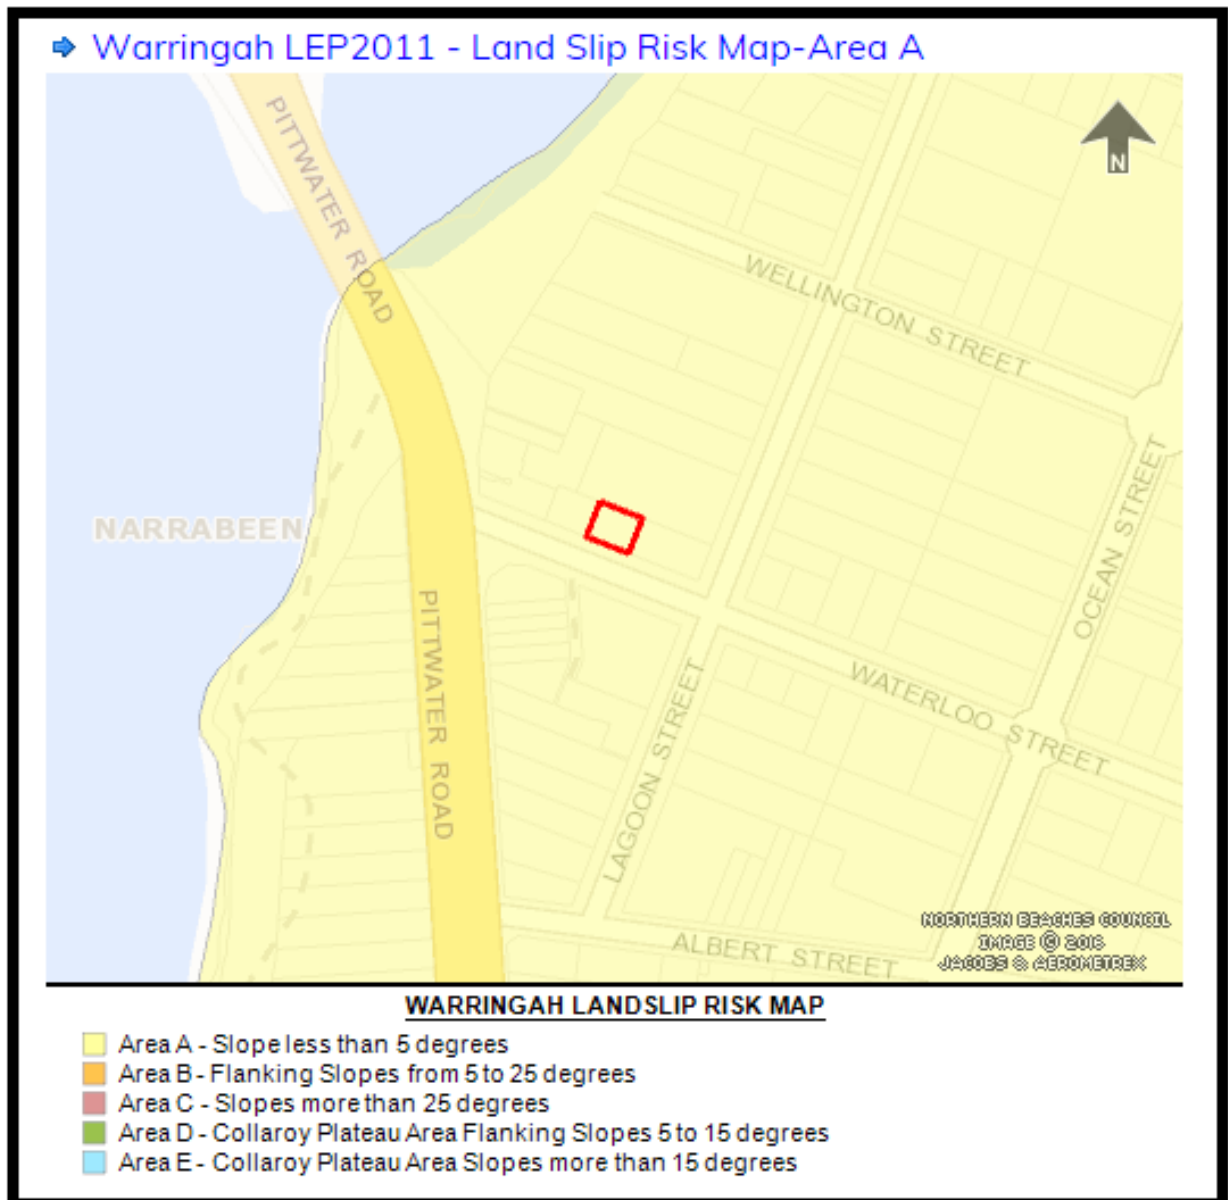 Warringah LEP2011 - Land Slip Risk Map-Area A
PITTWATER ROAD
N
WELLINGTON STREET
OCEAN STREET
NARRABEEN
PITTWATER ROAD
LAGOON STREET
WATERLOO STREET
ALBERT STREET
NORTHERN BEACHES COUNCIL
IMAGE © 2016
JACOBS & AEROMETREX
WARRINGAH LANDSLIP RISK MAP
Area A - Slope less than 5 degrees
Area B - Flanking Slopes from 5 to 25 degrees
Area C - Slopes more than 25 degrees
Area D - Collaroy Plateau Area Flanking Slopes 5 to 15 degrees
Area E - Collaroy Plateau Area Slopes more than 15 degrees